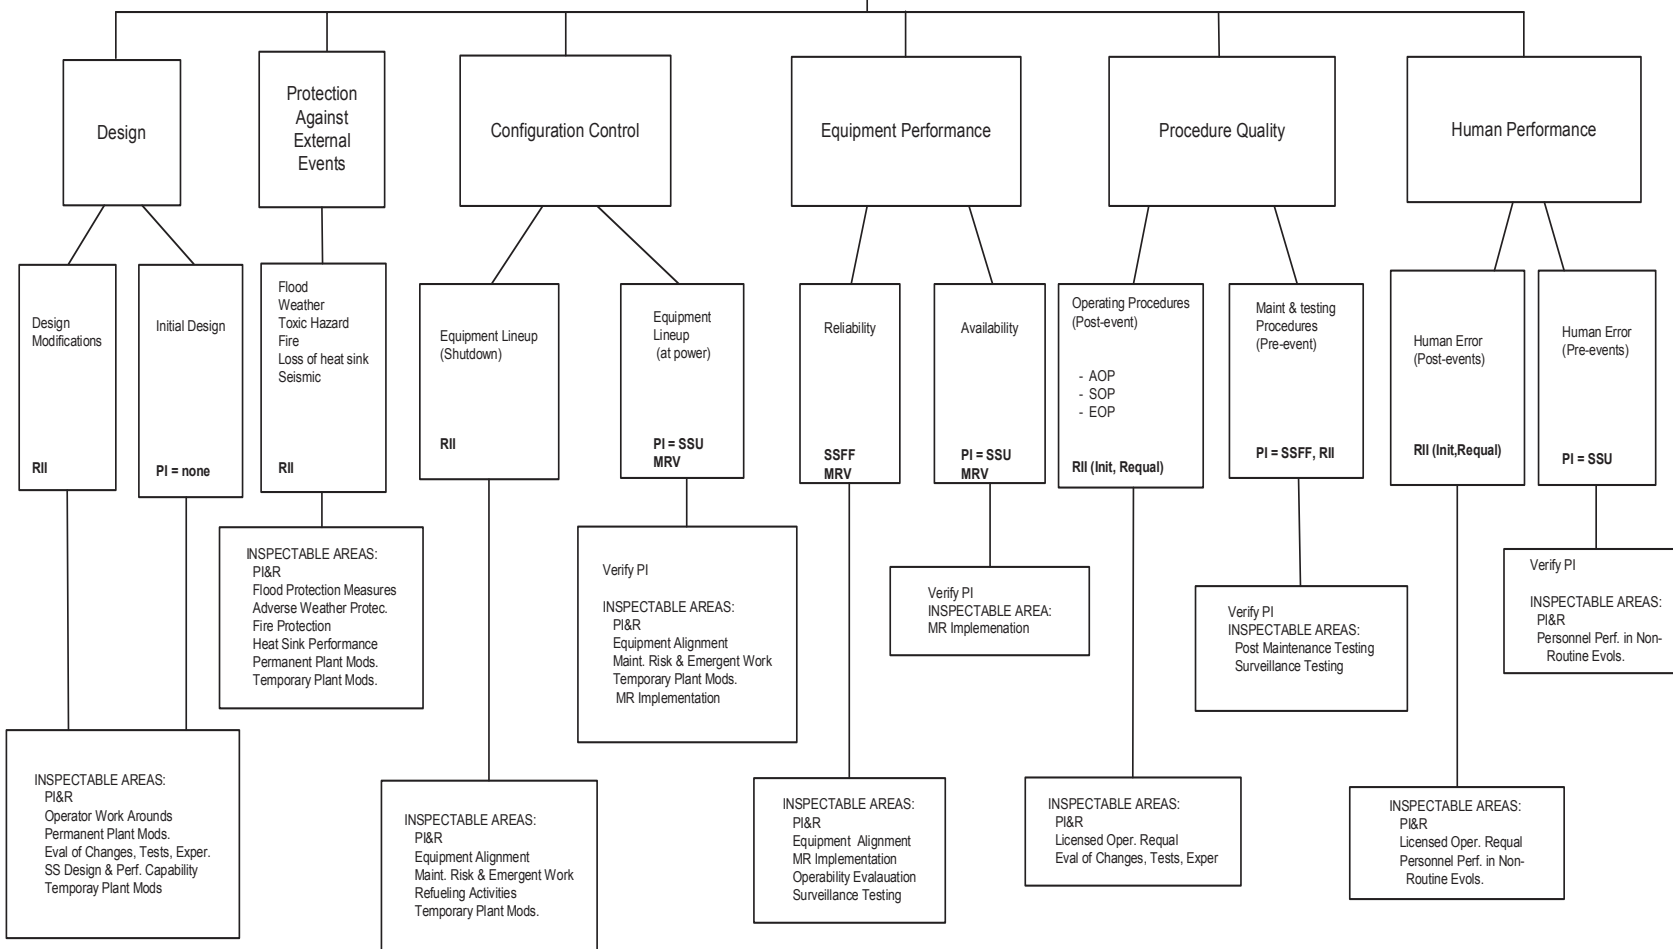 Design
Protection
Against
External
Events
Configuration Control
Equipment Performance
Procedure Quality
Human Performance
Design
Modifications
RII
Initial Design
PI = none
Flood
Weather
Toxic Hazard
Fire
Loss of heat sink
Seismic
RII
Equipment Lineup
(Shutdown)
RII
Equipment
Lineup
(at power)
PI = SSU
MRV
Reliability
SSFF
MRV
Availability
PI = SSU
MRV
Operating Procedures
(Post-event)
- AOP
- SOP
- EOP
RII (Init, Requal)
Maint & testing
Procedures
(Pre-event)
PI = SSFF, RII
Human Error
(Post-events)
RII (Init,Requal)
Human Error
(Pre-events)
PI = SSU
INSPECTABLE AREAS:
PI&R
Flood Protection Measures
Adverse Weather Protec.
Fire Protection
Heat Sink Performance
Permanent Plant Mods.
Temporary Plant Mods.
Verify PI
INSPECTABLE AREAS:
PI&R
Equipment Alignment
Maint. Risk & Emergent Work
Temporary Plant Mods.
MR Implementation
Verify PI
INSPECTABLE AREA:
MR Implemenation
Verify PI
INSPECTABLE AREAS:
Post Maintenance Testing
Surveillance Testing
Verify PI
INSPECTABLE AREAS:
PI&R
Personnel Perf. in Non-
Routine Evols.
INSPECTABLE AREAS:
PI&R
Operator Work Arounds
Permanent Plant Mods.
Eval of Changes, Tests, Exper.
SS Design & Perf. Capability
Temporay Plant Mods
INSPECTABLE AREAS:
PI&R
Equipment Alignment
Maint. Risk & Emergent Work
Refueling Activities
Temporary Plant Mods.
INSPECTABLE AREAS:
PI&R
Equipment Alignment
MR Implementation
Operability Evalauation
Surveillance Testing
INSPECTABLE AREAS:
PI&R
Licensed Oper. Requal
Eval of Changes, Tests, Exper
INSPECTABLE AREAS:
PI&R
Licensed Oper. Requal
Personnel Perf. in Non-
Routine Evols.